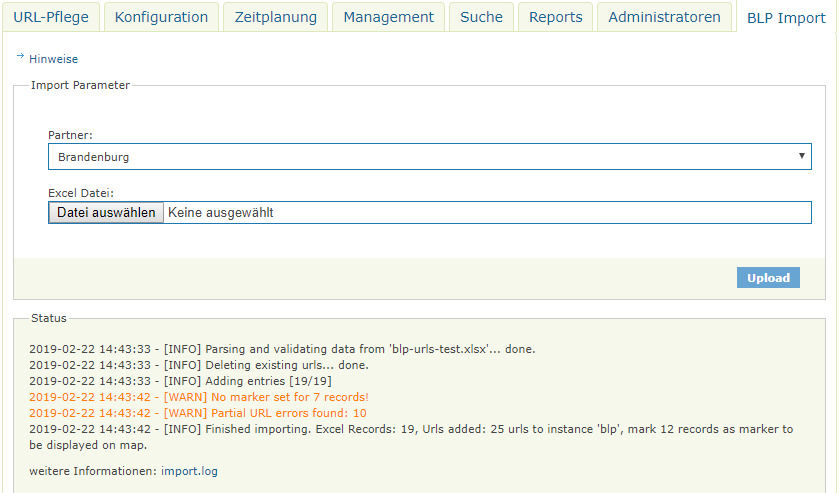 URL-Pflege Konfiguration Zeitplanung Management Suche Reports Administratoren BLP Import
Hinweise
Import Parameter
Partner:
Brandenburg
Excel Datei:
Datei auswählen Keine ausgewählt
Upload
Status
2019-02-22 14:43:33 - [INFO] Parsing and validating data from 'blp-urls-test.xlsx'... done.
2019-02-22 14:43:33 - [INFO] Deleting existing urls... done.
2019-02-22 14:43:33 - [INFO] Adding entries [19/19]
2019-02-22 14:43:42 - [WARN] No marker set for 7 records!
2019-02-22 14:43:42 - [WARN] Partial URL errors found: 10
2019-02-22 14:43:42 - [INFO] Finished importing. Excel Records: 19, Urls added: 25 urls to instance 'blp', mark 12 records as marker to
be displayed on map.
weitere Informationen: import.log